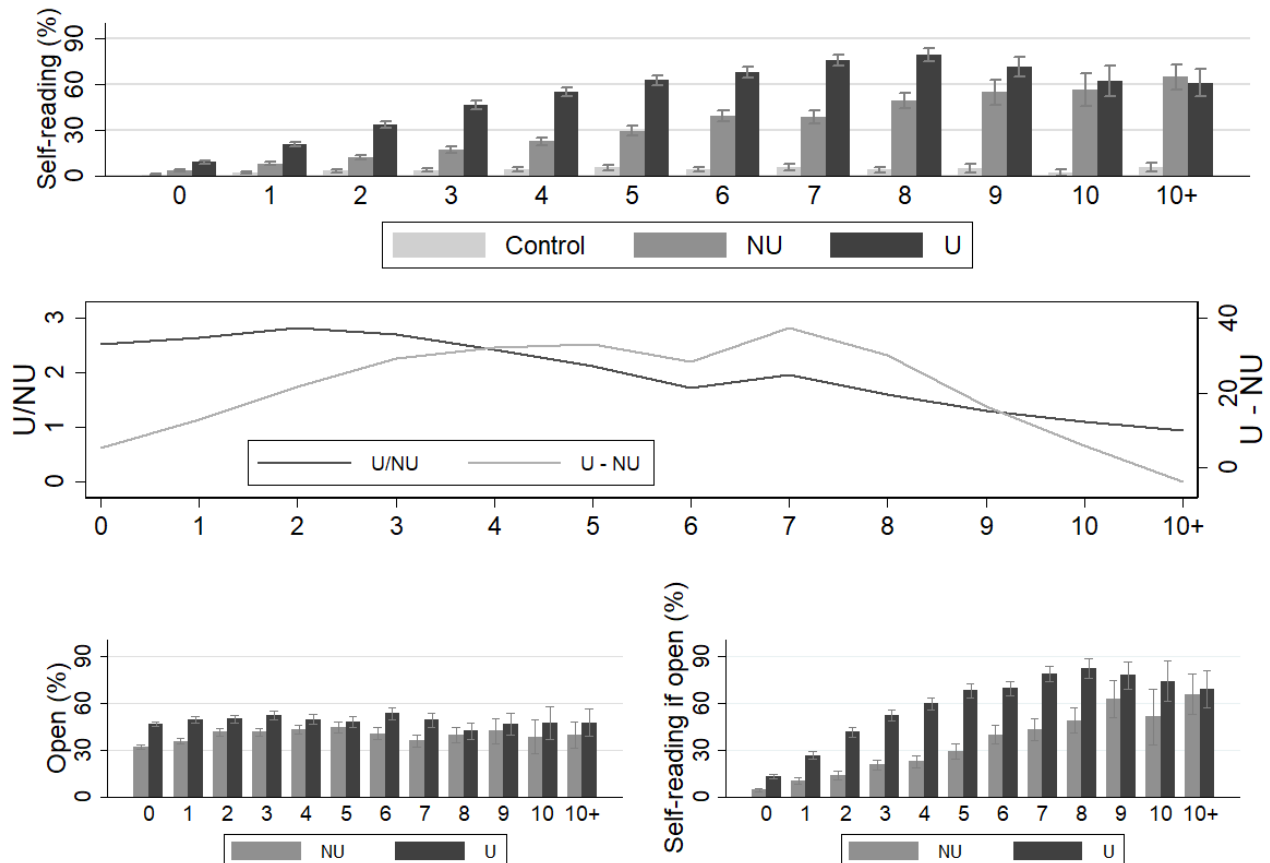 Self-reading (%)
90
60
30
0
0 1 2 3 4 5 6 7 8 9 10 10+
Control NU U
U/NU
3
2
1
0
U - NU
40
20
0
U/NU U - NU
0 1 2 3 4 5 6 7 8 9 10 10+
Open (%)
90
60
30
0
0 1 2 3 4 5 6 7 8 9 10 10+
NU U
Self-reading if open (%)
90
60
30
0
0 1 2 3 4 5 6 7 8 9 10 10+
NU U